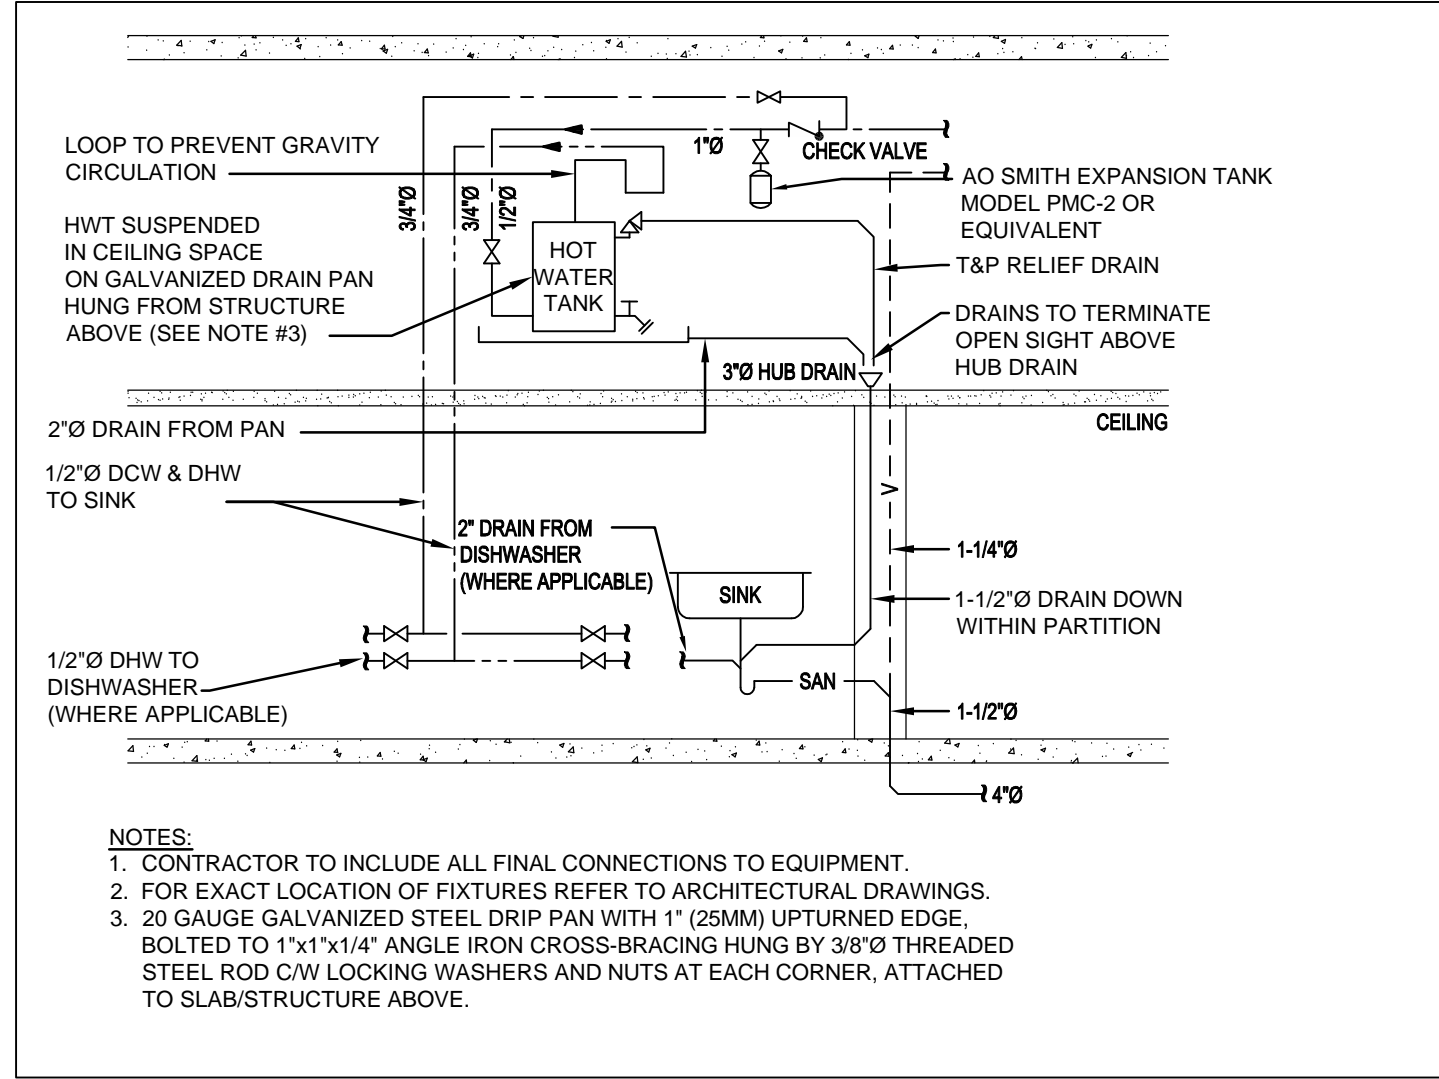 LOOP TO PREVENT GRAVITY
CIRCULATION
HWT SUSPENDED
IN CEILING SPACE
ON GALVANIZED DRAIN PAN
HUNG FROM STRUCTURE
ABOVE (SEE NOTE #3)
3/4"Ø
3/4"Ø
1/2"Ø
1"Ø
CHECK VALVE
HOT
WATER
TANK
AO SMITH EXPANSION TANK
MODEL PMC-2 OR
EQUIVALENT
T&P RELIEF DRAIN
DRAINS TO TERMINATE
OPEN SIGHT ABOVE
HUB DRAIN
3"Ø HUB DRAIN
CEILING
2"Ø DRAIN FROM PAN
1/2"Ø DCW & DHW
TO SINK
2" DRAIN FROM
DISHWASHER
(WHERE APPLICABLE)
SINK
V
1-1/4"Ø
1-1/2"Ø DRAIN DOWN
WITHIN PARTITION
1/2"Ø DHW TO
DISHWASHER
(WHERE APPLICABLE)
SAN
1-1/2"Ø
4"Ø
NOTES:
1. CONTRACTOR TO INCLUDE ALL FINAL CONNECTIONS TO EQUIPMENT.
2. FOR EXACT LOCATION OF FIXTURES REFER TO ARCHITECTURAL DRAWINGS.
3. 20 GAUGE GALVANIZED STEEL DRIP PAN WITH 1" (25MM) UPTURNED EDGE,
BOLTED TO 1"x1"x1/4" ANGLE IRON CROSS-BRACING HUNG BY 3/8"Ø THREADED
STEEL ROD C/W LOCKING WASHERS AND NUTS AT EACH CORNER, ATTACHED
TO SLAB/STRUCTURE ABOVE.